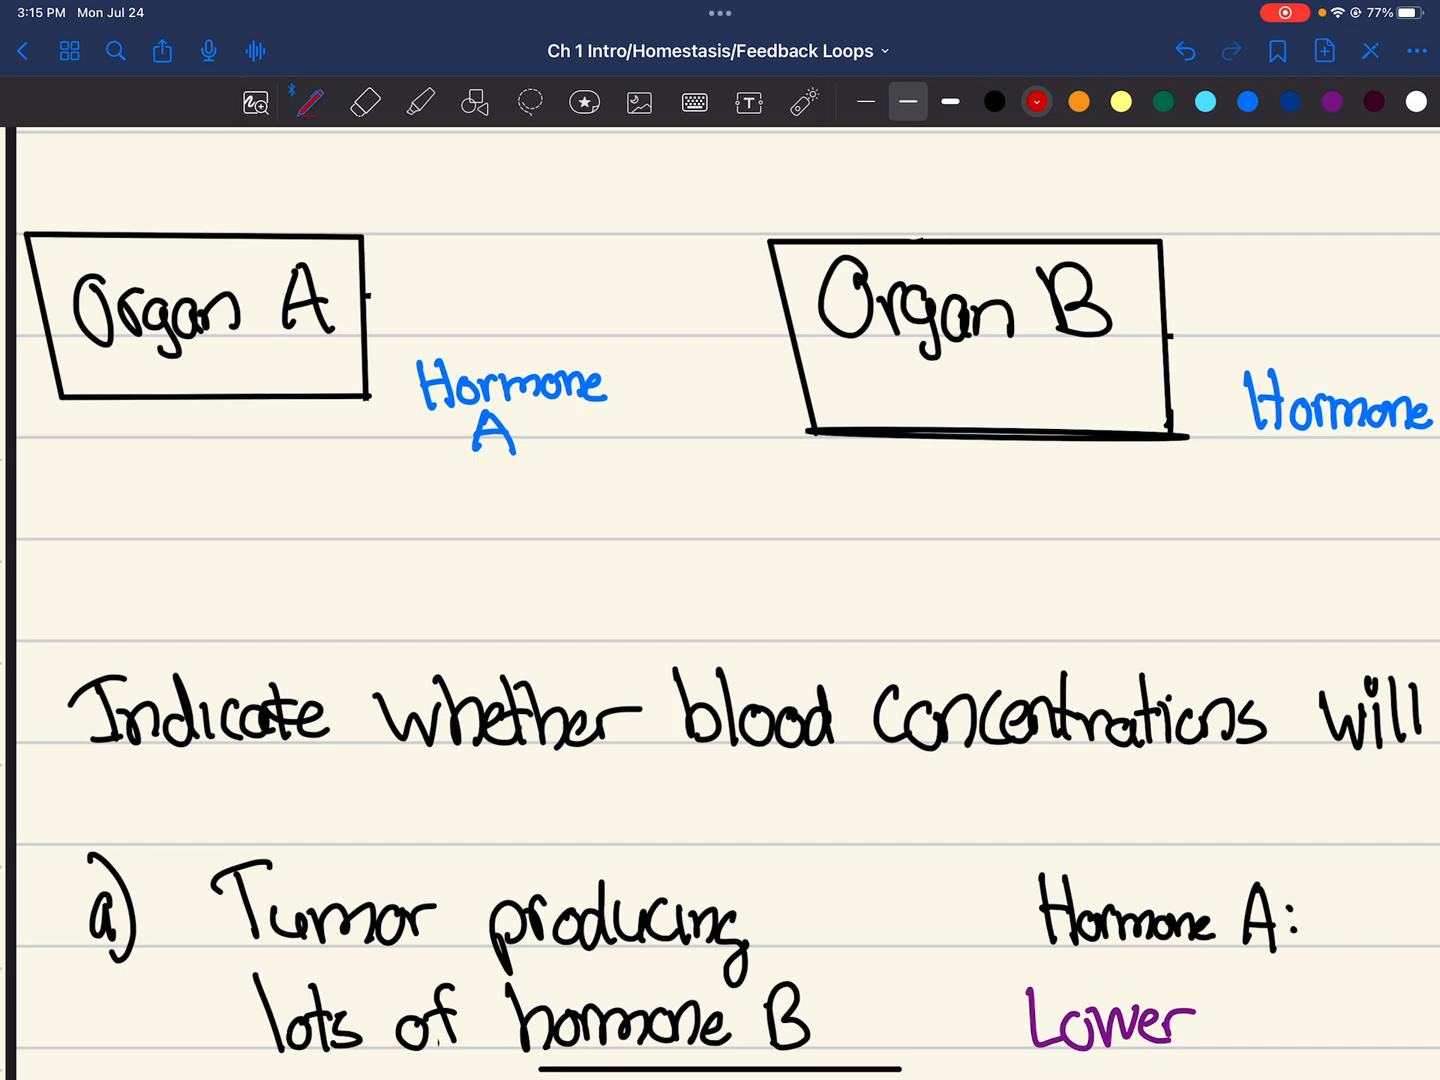 3:15 PM Mon Jul 24
77%
Ch 1 Intro/Homestasis/Feedback Loops
T
Organ A
Organ B
Hormone
A
Hormone
Indicate whether blood concentrations will
a) Tumor producing
lots of hormone B
Hormone A:
Lower